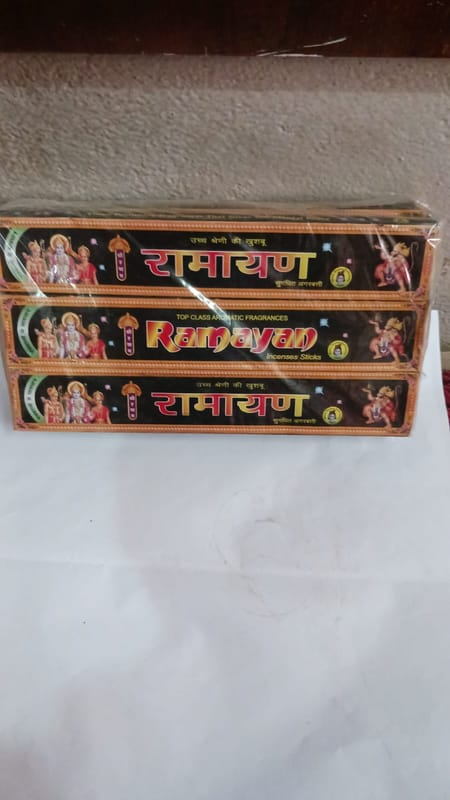 उच्च श्रेणी की खुशबू
रामायण
सुगंधित अगरबत्ती
TOP CLASS AROMATIC FRAGRANCES
Ramayan
Incenses Sticks
उच्च श्रेणी की खुशबू
रामायण
सुगंधित अगरबत्ती